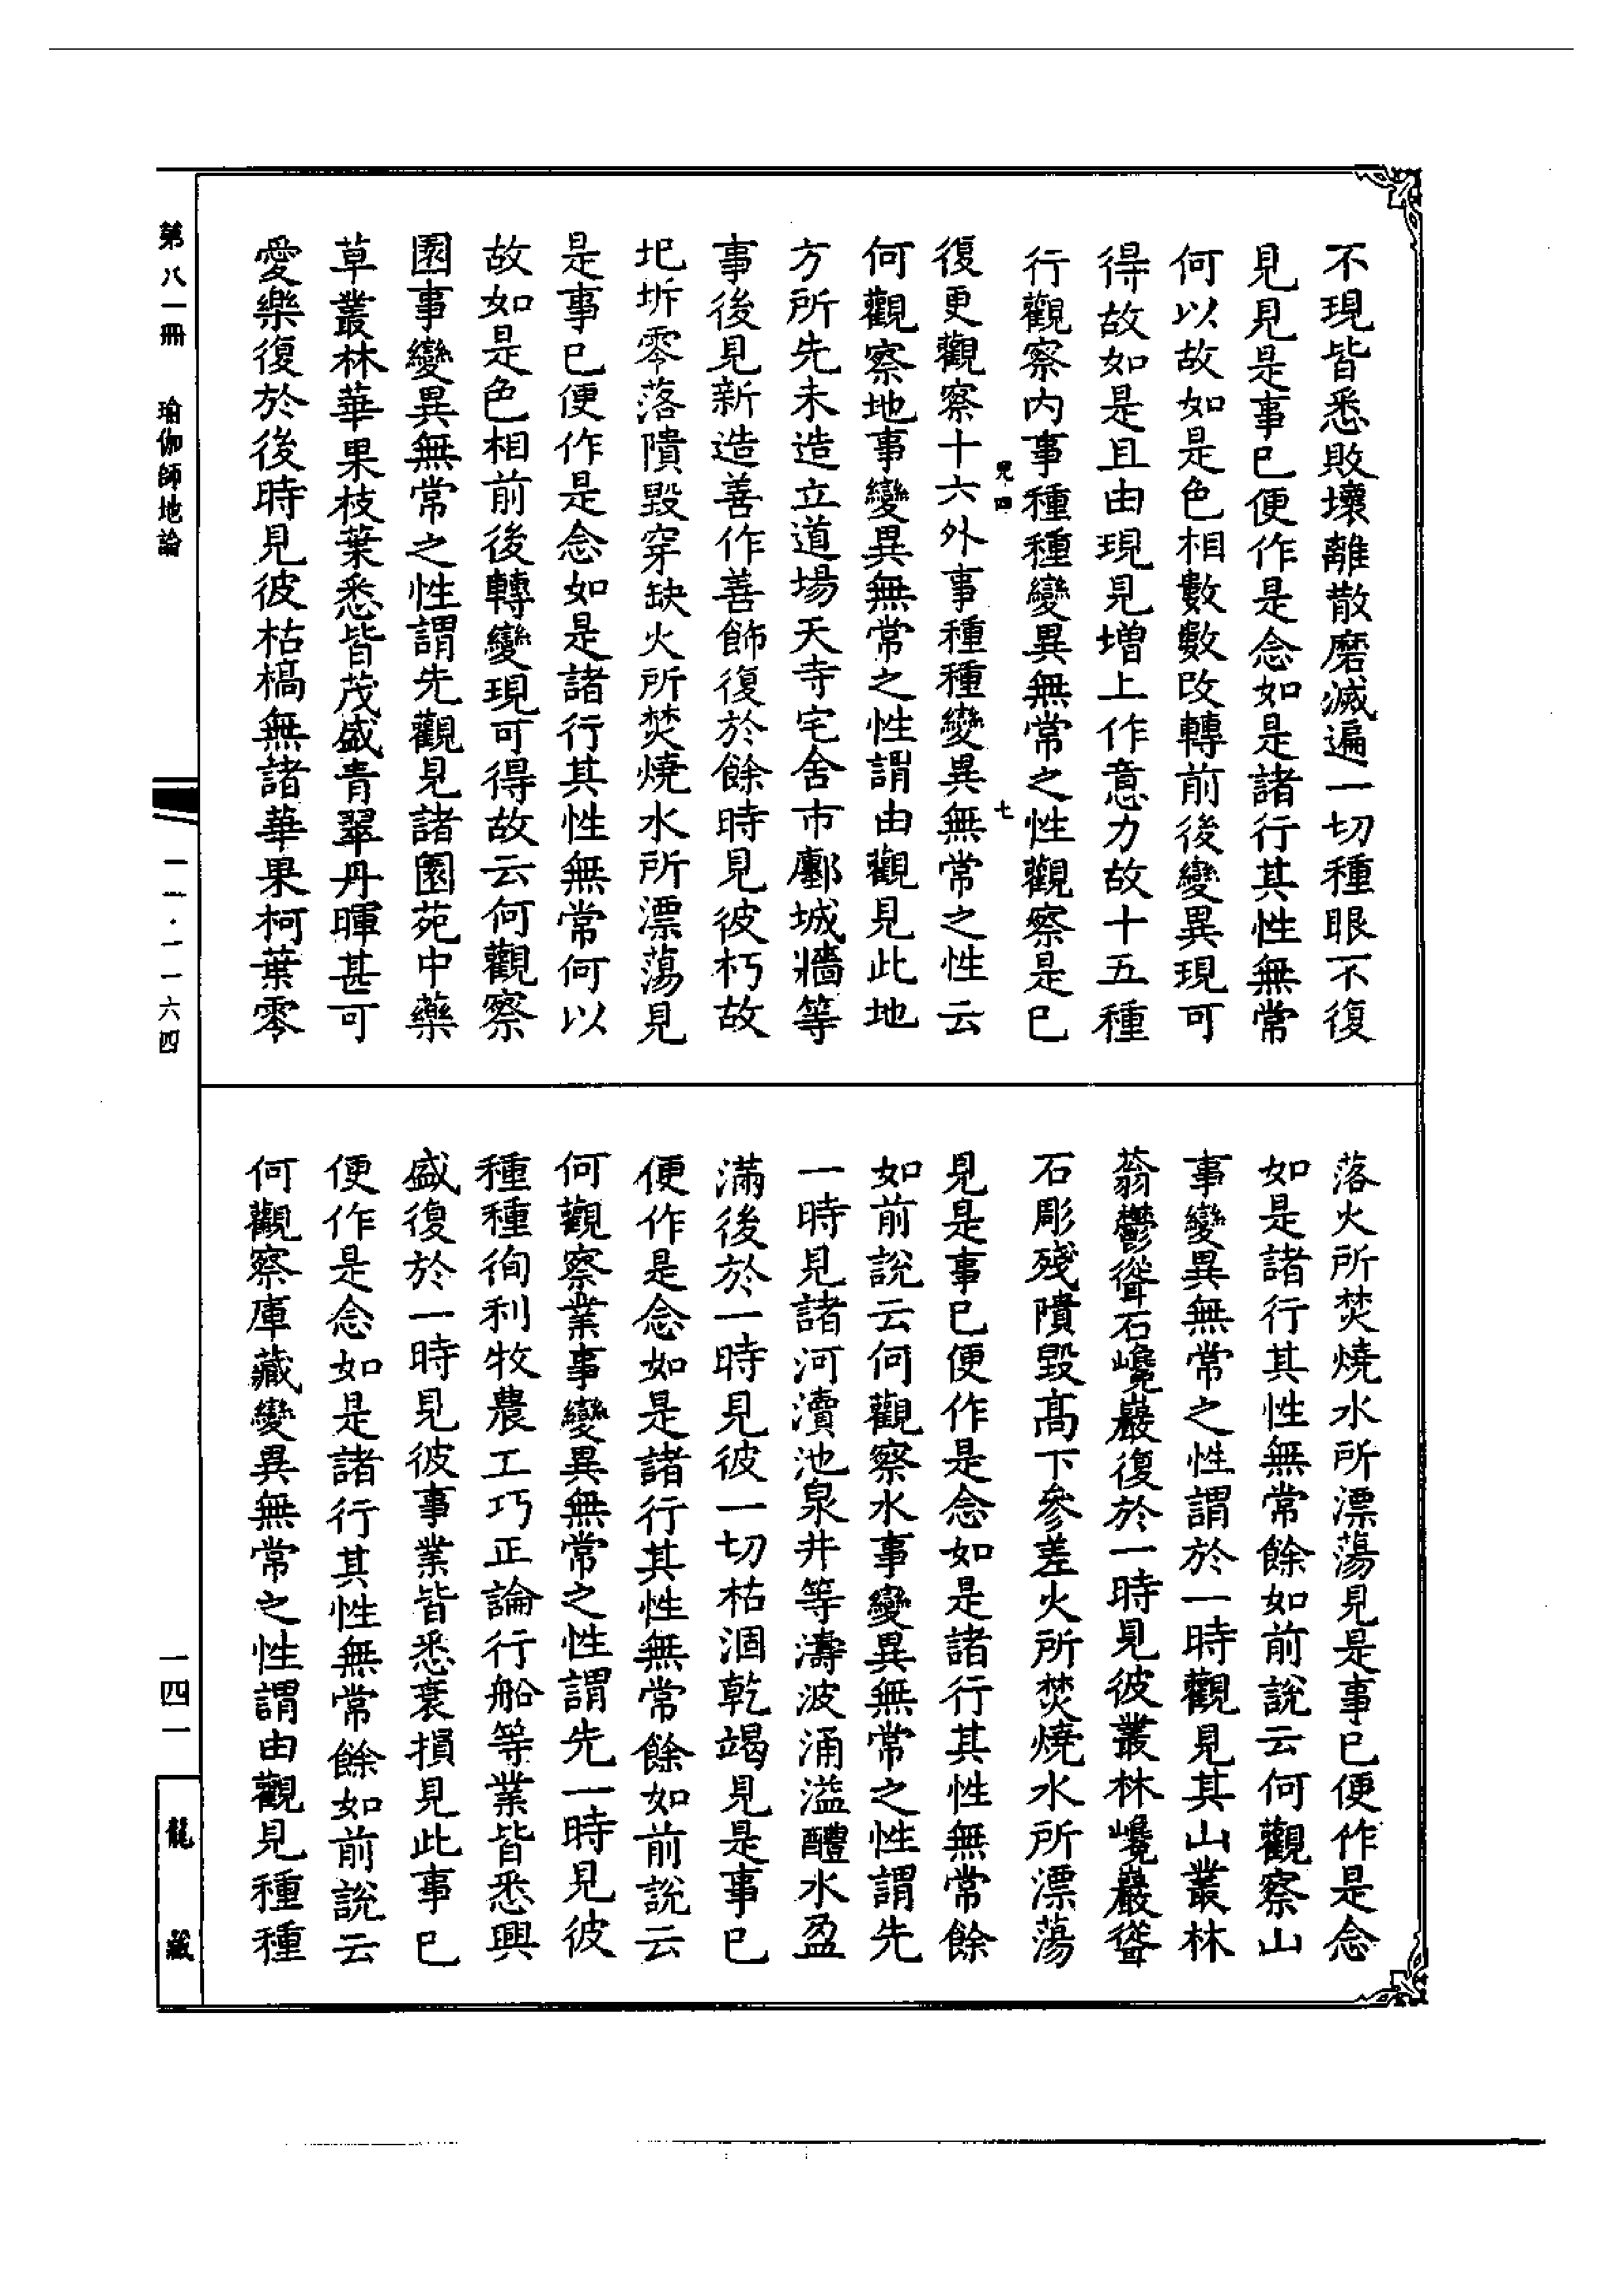 不現皆悉敗壞離散磨滅遍一切種眼不復
見見是事已便作是念如是諸行其性無常
何以故如是色相數數改轉前後變異現可
得故如是且由現見增上作意力故十五種
行觀察內事種種變異無常之性觀察是已
兜四 七
復更觀察十六外事種種變異無常之性云
何觀察地事變異無常之性謂由觀見此地
方所先未造立道場天寺宅舍市廛城牆等
事後見新造善作善飾復於餘時見彼朽故
圮坼零落隤毀穿缺火所焚燒水所漂蕩見
是事已便作是念如是諸行其性無常何以
故如是色相前後轉變現可得故云何觀察
園事變異無常之性謂先觀見諸園苑中藥
草叢林華果枝葉悉皆茂盛青翠丹暉甚可
愛樂復於後時見彼枯槁無諸華果柯葉零
落火所焚燒水所漂蕩見是事已便作是念
如是諸行其性無常餘如前說云何觀察山
事變異無常之性謂於一時觀見其山叢林
蓊鬱聳石巉巖復於一時見彼叢林巉巖聳
石彫殘隤毀高下參差火所焚燒水所漂蕩
見是事已便作是念如是諸行其性無常餘
如前說云何觀察水事變異無常之性謂先
一時見諸河瀆池泉井等濤波涌溢醴水盈
滿後於一時見彼一切枯涸乾竭見是事已
便作是念如是諸行其性無常餘如前說云
何觀察業事變異無常之性謂先一時見彼
種種徇利牧農工巧正論行船等業皆悉興
盛復於一時見彼事業皆悉衰損見此事已
便作是念如是諸行其性無常餘如前說云
何觀察庫藏變異無常之性謂由觀見種種
第八一冊 瑜伽師地論
一一·一一六四
一四一
龍藏